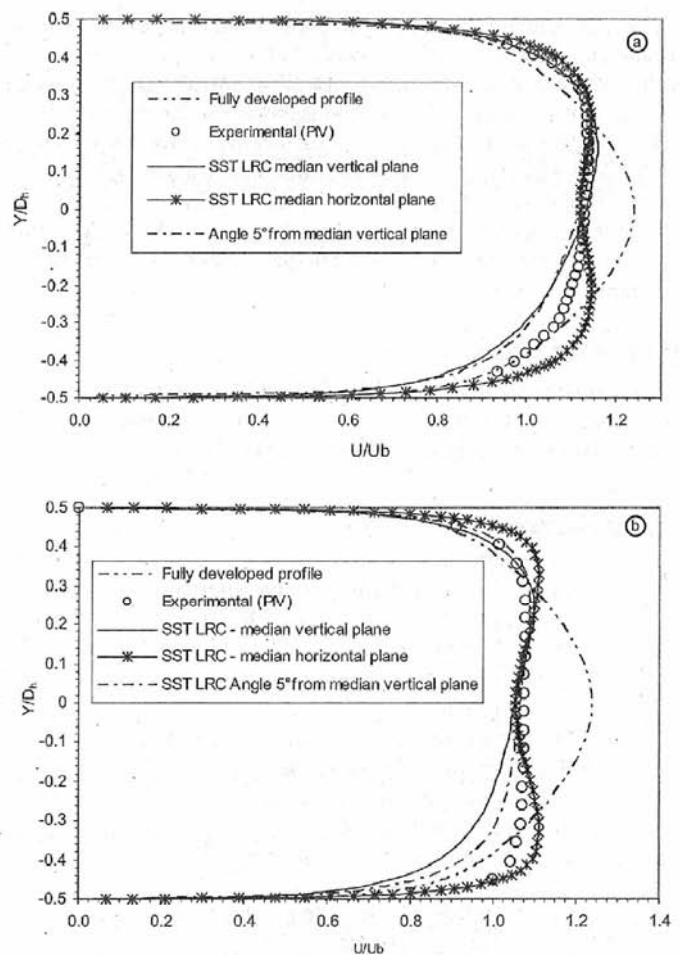 0.5
a
0.4
0.3
Fully developed profile
0.2
Experimental (PIV)
0.1
SST LRC median vertical plane
Y/Dh
0
SST LRC median horizontal plane
-0.1
Angle 5° from median vertical plane
-0.2
-0.3
-0.4
-0.5
0.0 0.2 0.4 0.6 0.8 1.0 1.2
U/Ub
0.5
b
0.4
0.3
Fully developed profile
Experimental (PIV)
0.2
SST LRC - median vertical plane
0.1
SST LRC - median horizontal plane
Y/Dh
0
SST LRC Angle 5° from median vertical plane
-0.1
-0.2
-0.3
-0.4
-0.5
0.0 0.2 0.4 0.6 0.8 1.0 1.2 1.4
U/Ub